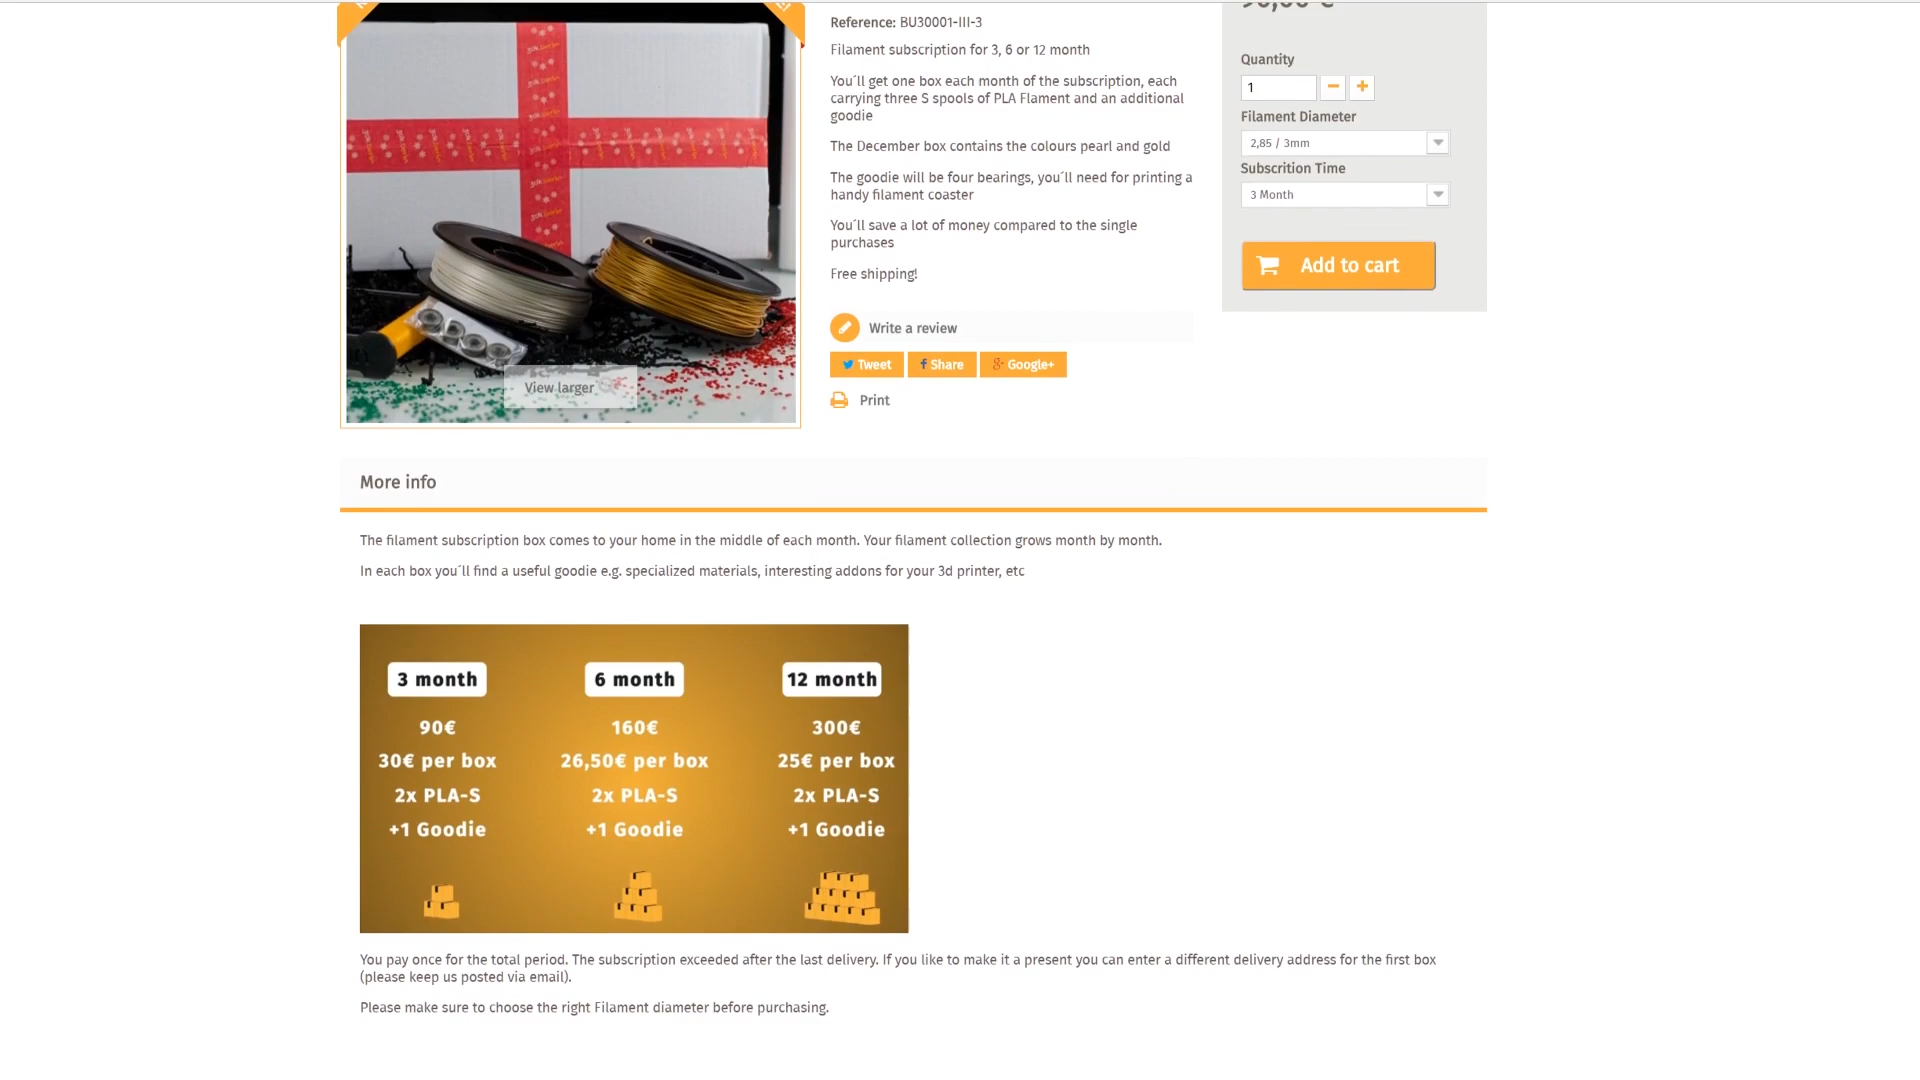 Reference: BU30001-III-3
Filament subscription for 3, 6 or 12 month
You´ll get one box each month of the subscription, each
carrying three S spools of PLA Flament and an additional
goodie
The December box contains the colours pearl and gold
The goodie will be four bearings, you´ll need for printing a
handy filament coaster
You´ll save a lot of money compared to the single
purchases
Free shipping!
Write a review
Tweet
Share
Google+
Print
View larger
Quantity
1
Filament Diameter
2,85 / 3mm
Subscrition Time
3 Month
Add to cart
More info
The filament subscription box comes to your home in the middle of each month. Your filament collection grows month by month.
In each box you´ll find a useful goodie e.g. specialized materials, interesting addons for your 3d printer, etc
3 month
90€
30€ per box
2x PLA-S
+1 Goodie
6 month
160€
26,50€ per box
2x PLA-S
+1 Goodie
12 month
300€
25€ per box
2x PLA-S
+1 Goodie
You pay once for the total period. The subscription exceeded after the last delivery. If you like to make it a present you can enter a different delivery address for the first box
(please keep us posted via email).
Please make sure to choose the right Filament diameter before purchasing.